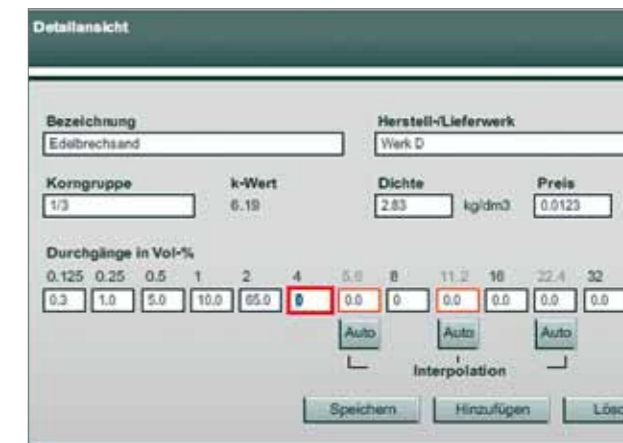 Detailansicht
Bezeichnung Herstell-/Lieferwerk
Edelbrechsand Werk D
Korngruppe k-Wert Dichte Preis
1/3 6.19 2.83 kg/dm3 0.0123
Durchgänge in Vol-%
0.125 0.25 0.5 1 2 4 5.6 8 11.2 16 22.4 32
0.3 1.0 5.0 10.0 65.0 0 0.0 0 0.0 0.0 0.0 0.0
Auto Auto Auto
Interpolation
Speichern Hinzufügen Lösc